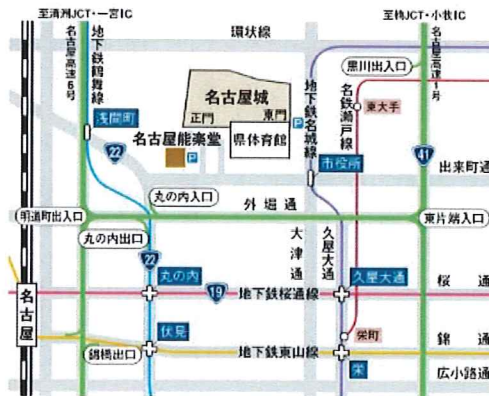 至清洲JCT・一宮IC
至楠JCT・小牧IC
名古屋高速6号
地下鉄鶴舞線
環状線
黒川出入口
名古屋高速1号
名古屋城
正門
東門
P
地下鉄名城線
名鉄瀬戸線
東大手
浅間町
22
名古屋能楽堂
P
県体育館
市役所
41
出来町通
丸の内入口
明道町出入口
外堀通
東片端入口
丸の内出口
22
大津通
久屋大通
丸の内
久屋大通
桜通
名古屋
19
地下鉄桜通線
伏見
栄町
錦通
錦橋出口
地下鉄東山線
栄
広小路通